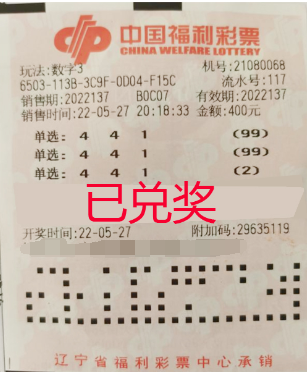 中国福利彩票
CHINA WELFARE LOTTERY
玩法:数字3 机号:21080068
6503-113B-3C9F-0D04-F15C 流水号:117
销售期:2022137 B0C07 有效期:2022137
销售时间:22-05-27 20:18:33 金额:400元
单选: 4 4 1 (99)
单选: 4 4 1 (99)
单选: 4 4 1 (2)
已兑奖
开奖时间:22-05-27 附加码:29635119
辽宁省福利彩票中心承销